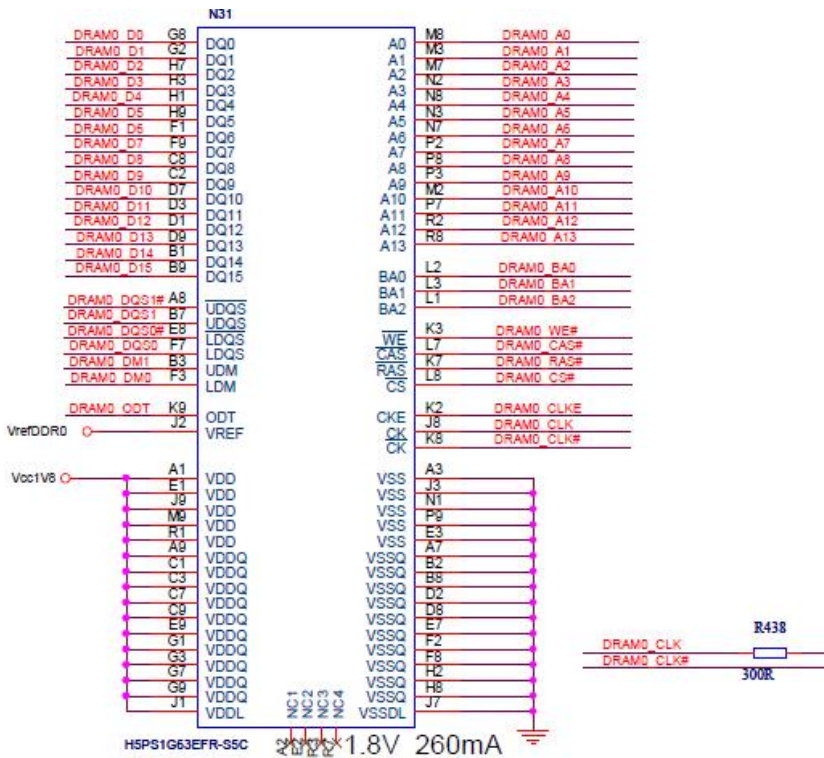 N31
DRAM0_D0 G8 DQ0 A0 M8 DRAM0_A0
DRAM0_D1 G2 DQ1 A1 M3 DRAM0_A1
DRAM0_D2 H7 DQ2 A2 M7 DRAM0_A2
DRAM0_D3 H3 DQ3 A3 N2 DRAM0_A3
DRAM0_D4 H1 DQ4 A4 N8 DRAM0_A4
DRAM0_D5 H9 DQ5 A5 N3 DRAM0_A5
DRAM0_D6 F1 DQ6 A6 N7 DRAM0_A6
DRAM0_D7 F9 DQ7 A7 P2 DRAM0_A7
DRAM0_D8 C8 DQ8 A8 P8 DRAM0_A8
DRAM0_D9 C2 DQ9 A9 P3 DRAM0_A9
DRAM0_D10 D7 DQ10 A10 M2 DRAM0_A10
DRAM0_D11 D3 DQ11 A11 P7 DRAM0_A11
DRAM0_D12 D1 DQ12 A12 R2 DRAM0_A12
DRAM0_D13 D9 DQ13 A13 R8 DRAM0_A13
DRAM0_D14 B1 DQ14
DRAM0_D15 B9 DQ15 BA0 L2 DRAM0_BA0
BA1 L3 DRAM0_BA1
DRAM0_DQS1# A8 UDQS BA2 L1 DRAM0_BA2
DRAM0_DQS1 B7 UDQS
DRAM0_DQS0# E8 LDQS WE K3 DRAM0_WE#
DRAM0_DQS0 F7 LDQS CAS L7 DRAM0_CAS#
DRAM0_DM1 B3 UDM RAS K7 DRAM0_RAS#
DRAM0_DM0 F3 LDM CS L8 DRAM0_CS#
DRAM0_ODT K9 ODT CKE K2 DRAM0_CLKE
VrefDDR0 J2 VREF CK J8 DRAM0_CLK
CK K8 DRAM0_CLK#
Vcc1V8 A1 VDD VSS A3
E1 VDD VSS J3
J9 VDD VSS N1
M9 VDD VSS P9
R1 VDD VSS E3
A9 VDDQ VSSQ A7
C1 VDDQ VSSQ B2
C3 VDDQ VSSQ B8
C7 VDDQ VSSQ D2
C9 VDDQ VSSQ D8
E9 VDDQ VSSQ E7
G1 VDDQ VSSQ F2
G3 VDDQ VSSQ F8
G7 VDDQ VSSQ H2
G9 VDDQ VSSQ H8
J1 VDDL VSSDL J7
NC1 NC2 NC3 NC4
A2 E2 R3
H5PS1G63EFR-S5C
1.8V 260mA
R438
DRAM0_CLK
DRAM0_CLK#
300R